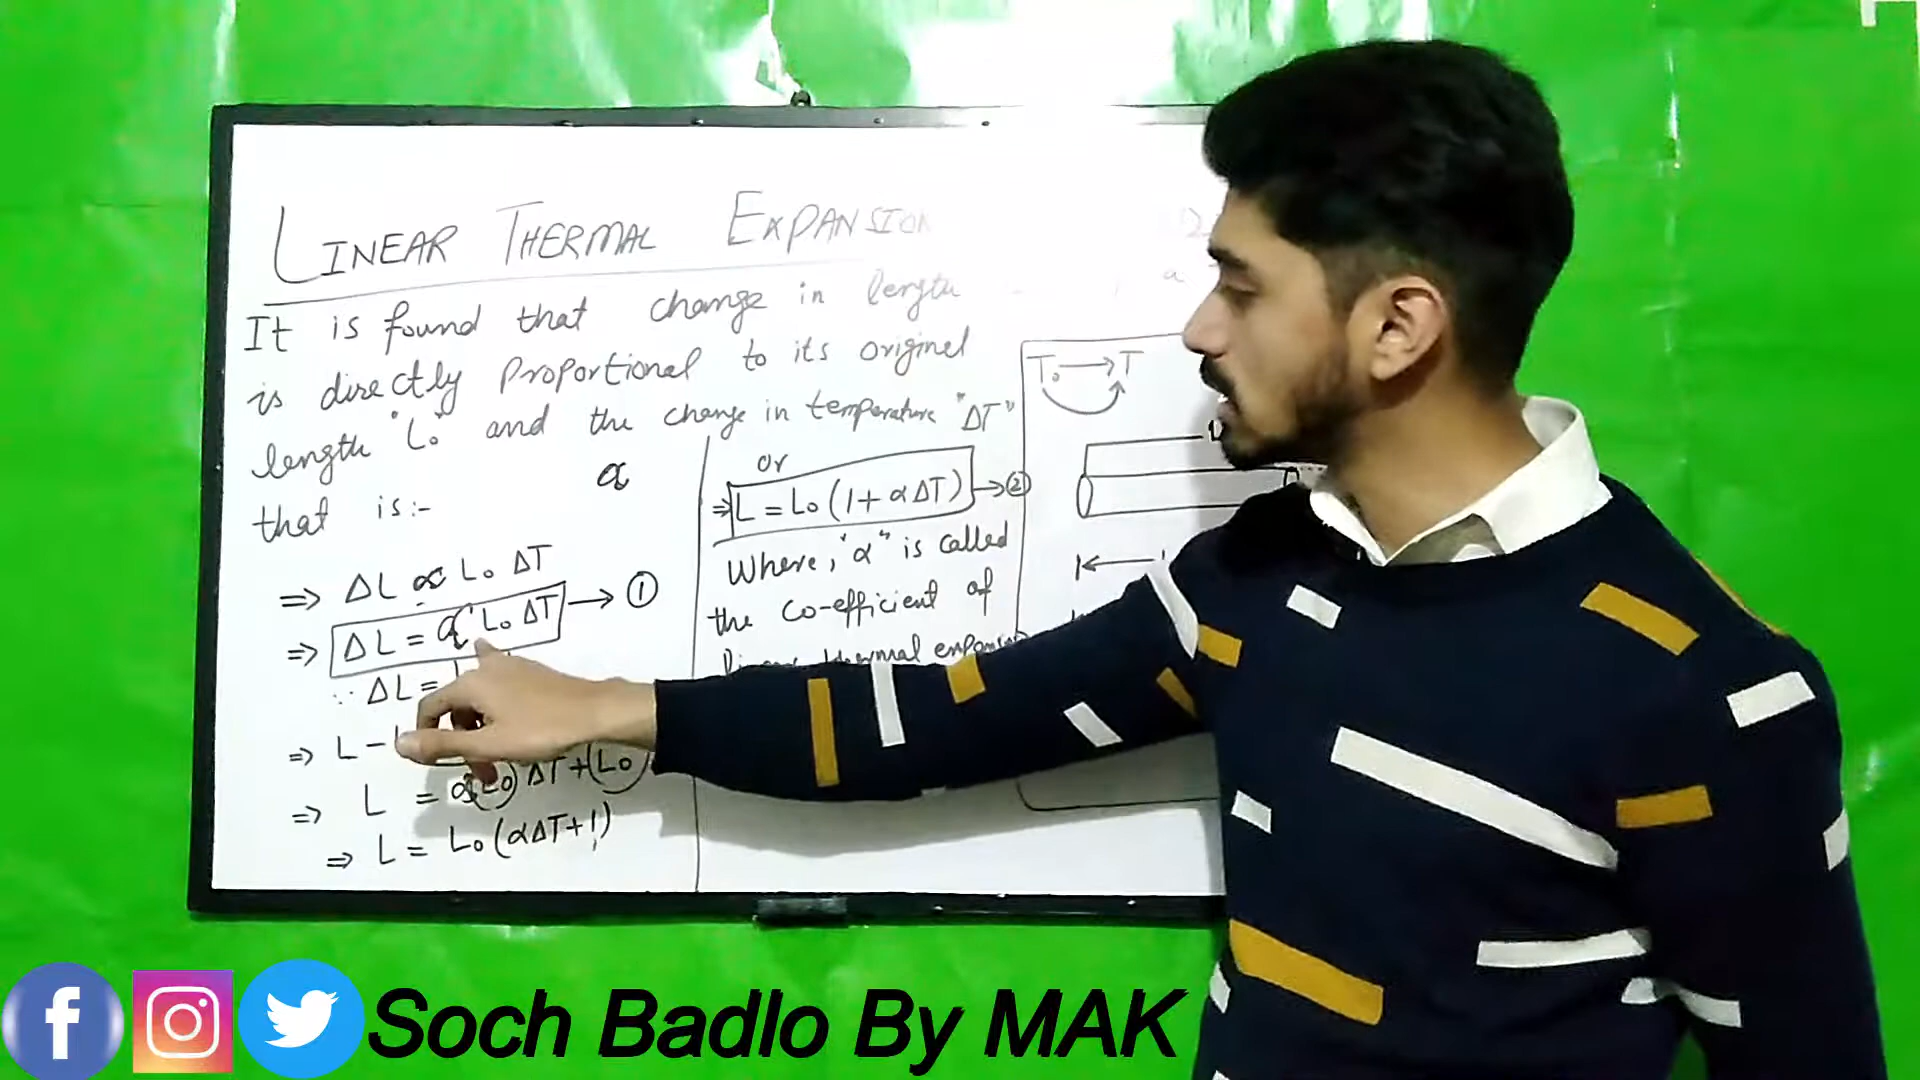 LINEAR THERMAL EXPANSION
It is found that change in length
is directly Proportional to its original
length "L₀" and the change in temperature "ΔT"
that is:-
α
=> ΔL ∝ L₀ ΔT
=> ΔL = α L₀ ΔT → ①
∵ ΔL =
=> L -
=> L = α L₀ ΔT + L₀
=> L = L₀ (αΔT+1)
or
=> L = L₀ (1+αΔT) → ②
Where, "α" is called
the co-efficient of
linear thermal expansion
T₀ → T
Soch Badlo By MAK